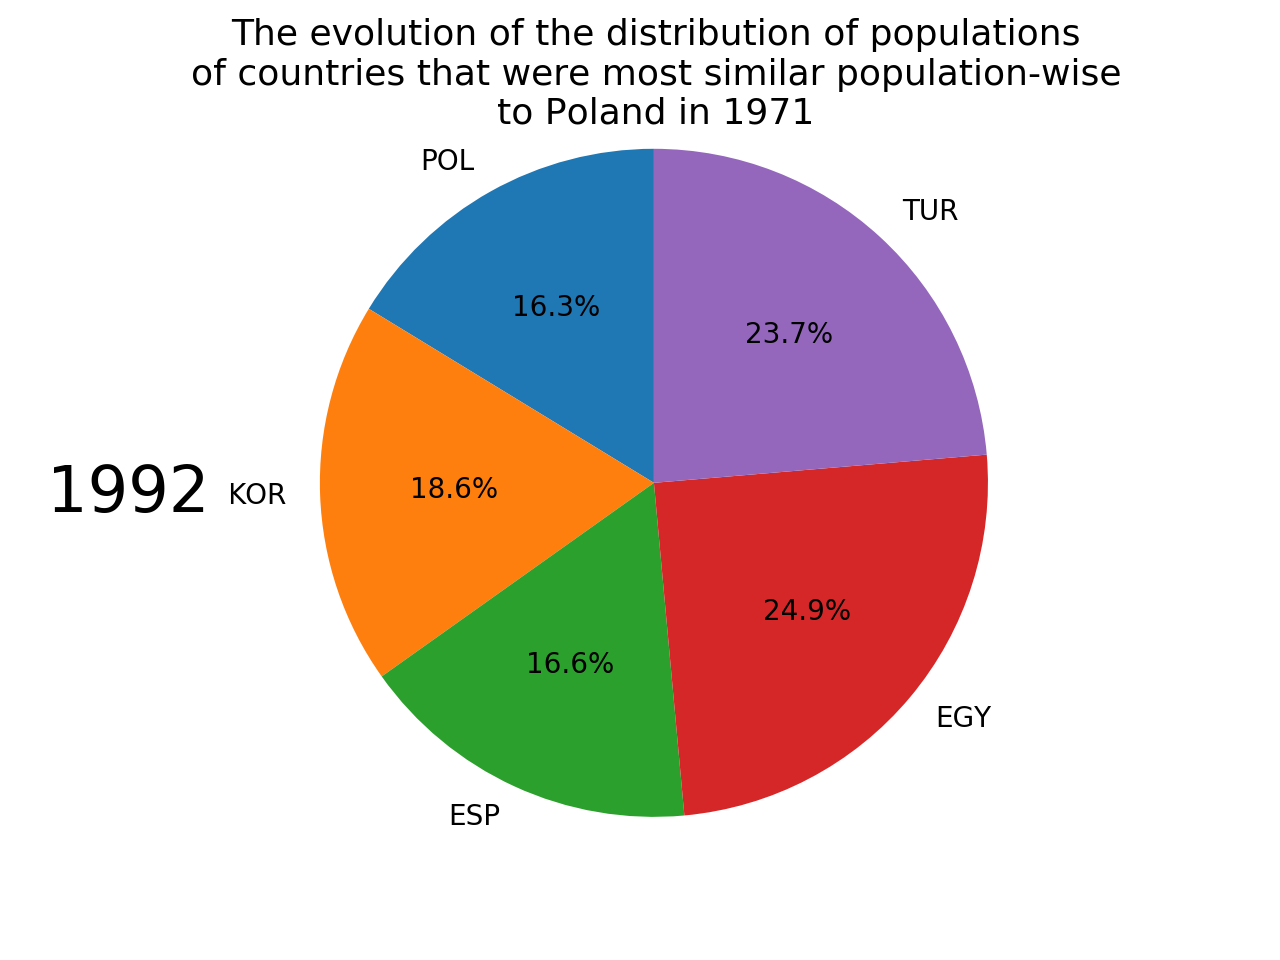 The evolution of the distribution of populations
of countries that were most similar population-wise
to Poland in 1971
POL
TUR
16.3%
23.7%
1992
KOR
18.6%
24.9%
16.6%
EGY
ESP